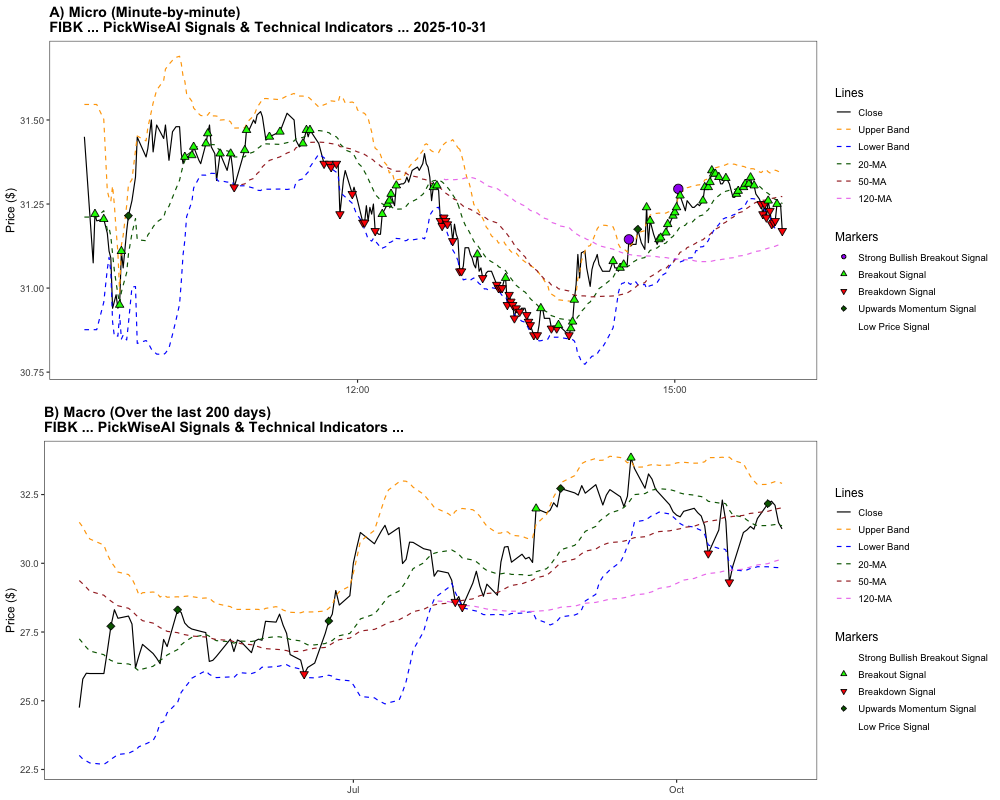 A) Micro (Minute-by-minute)
FIBK ... PickWiseAI Signals & Technical Indicators ... 2025-10-31
Price ($)
31.50
31.25
31.00
30.75
12:00
15:00
Lines
Close
Upper Band
Lower Band
20-MA
50-MA
120-MA
Markers
Strong Bullish Breakout Signal
Breakout Signal
Breakdown Signal
Upwards Momentum Signal
Low Price Signal
B) Macro (Over the last 200 days)
FIBK ... PickWiseAI Signals & Technical Indicators ...
Price ($)
32.5
30.0
27.5
25.0
22.5
Jul
Oct
Lines
Close
Upper Band
Lower Band
20-MA
50-MA
120-MA
Markers
Strong Bullish Breakout Signal
Breakout Signal
Breakdown Signal
Upwards Momentum Signal
Low Price Signal